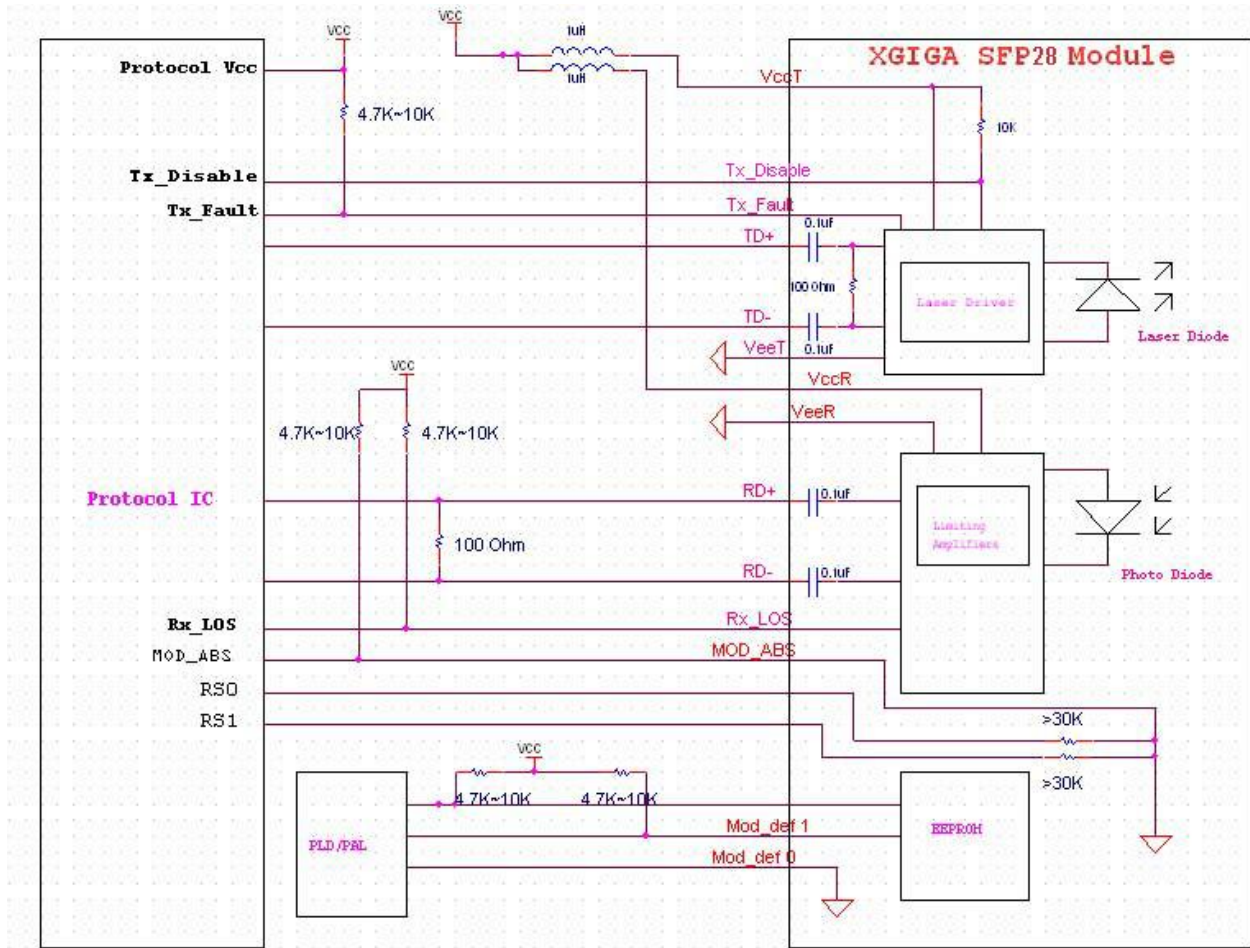 VCC
VCC
1uH
1uH
XGIGA SFP28 Module
Protocol Vcc
VccT
4.7K~10K
10K
Tx_Disable
Tx_Disable
Tx_Fault
Tx_Fault
0.1uf
TD+
100 Ohm
Laser Driver
TD-
Laser Diode
VeeT
0.1uf
VCC
VccR
VeeR
4.7K~10K
4.7K~10K
Protocol IC
RD+
0.1uf
Limiting
Amplifiers
100 Ohm
RD-
0.1uf
Photo Diode
Rx_LOS
Rx_LOS
MOD_ABS
MOD_ABS
RS0
RS1
>30K
VCC
>30K
4.7K~10K
4.7K~10K
PLD/PAL
Mod_def 1
EEPROM
Mod_def 0